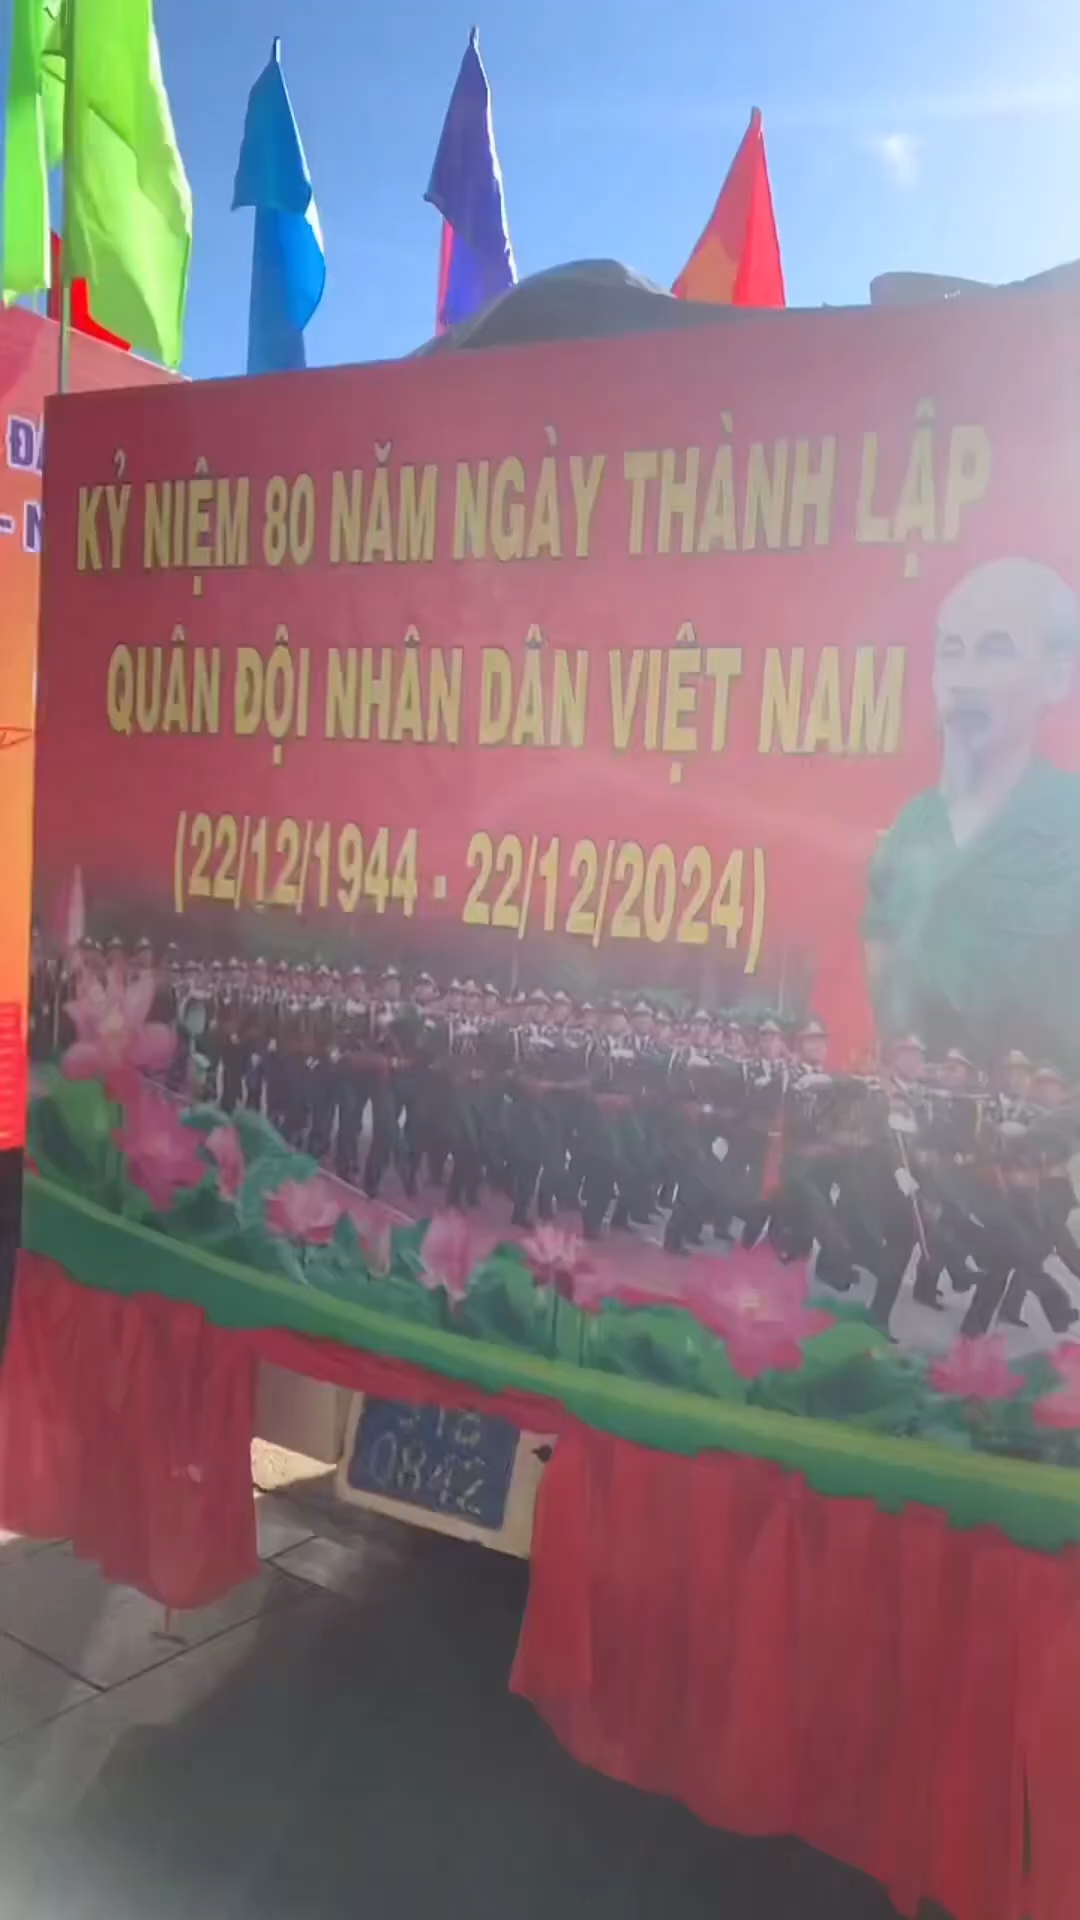 KỶ NIỆM 80 NĂM NGÀY THÀNH LẬP
QUÂN ĐỘI NHÂN DÂN VIỆT NAM
(22/12/1944 - 22/12/2024)
0842